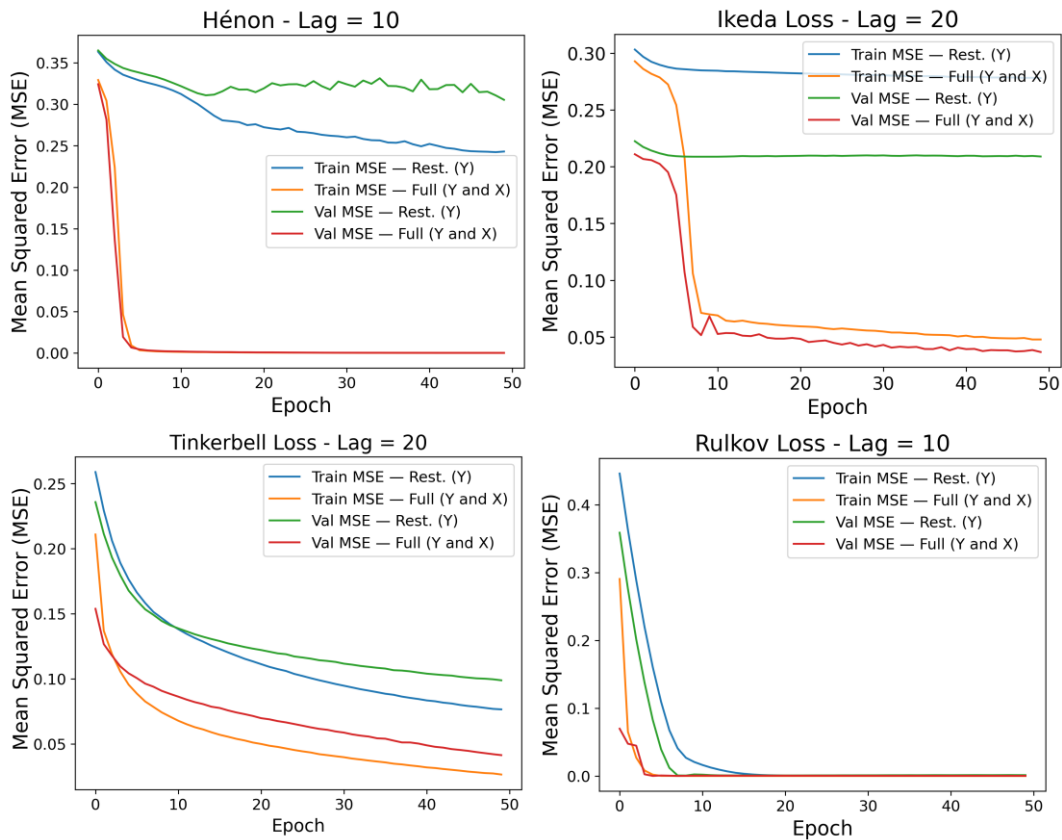 Hénon - Lag = 10
Mean Squared Error (MSE)
0.35
0.30
0.25
0.20
0.15
0.10
0.05
0.00
Train MSE — Rest. (Y)
Train MSE — Full (Y and X)
Val MSE — Rest. (Y)
Val MSE — Full (Y and X)
0 10 20 30 40 50
Epoch
Ikeda Loss - Lag = 20
Mean Squared Error (MSE)
0.30
0.25
0.20
0.15
0.10
0.05
Train MSE — Rest. (Y)
Train MSE — Full (Y and X)
Val MSE — Rest. (Y)
Val MSE — Full (Y and X)
0 10 20 30 40 50
Epoch
Tinkerbell Loss - Lag = 20
Mean Squared Error (MSE)
0.25
0.20
0.15
0.10
0.05
Train MSE — Rest. (Y)
Train MSE — Full (Y and X)
Val MSE — Rest. (Y)
Val MSE — Full (Y and X)
0 10 20 30 40 50
Epoch
Rulkov Loss - Lag = 10
Mean Squared Error (MSE)
0.4
0.3
0.2
0.1
0.0
Train MSE — Rest. (Y)
Train MSE — Full (Y and X)
Val MSE — Rest. (Y)
Val MSE — Full (Y and X)
0 10 20 30 40 50
Epoch